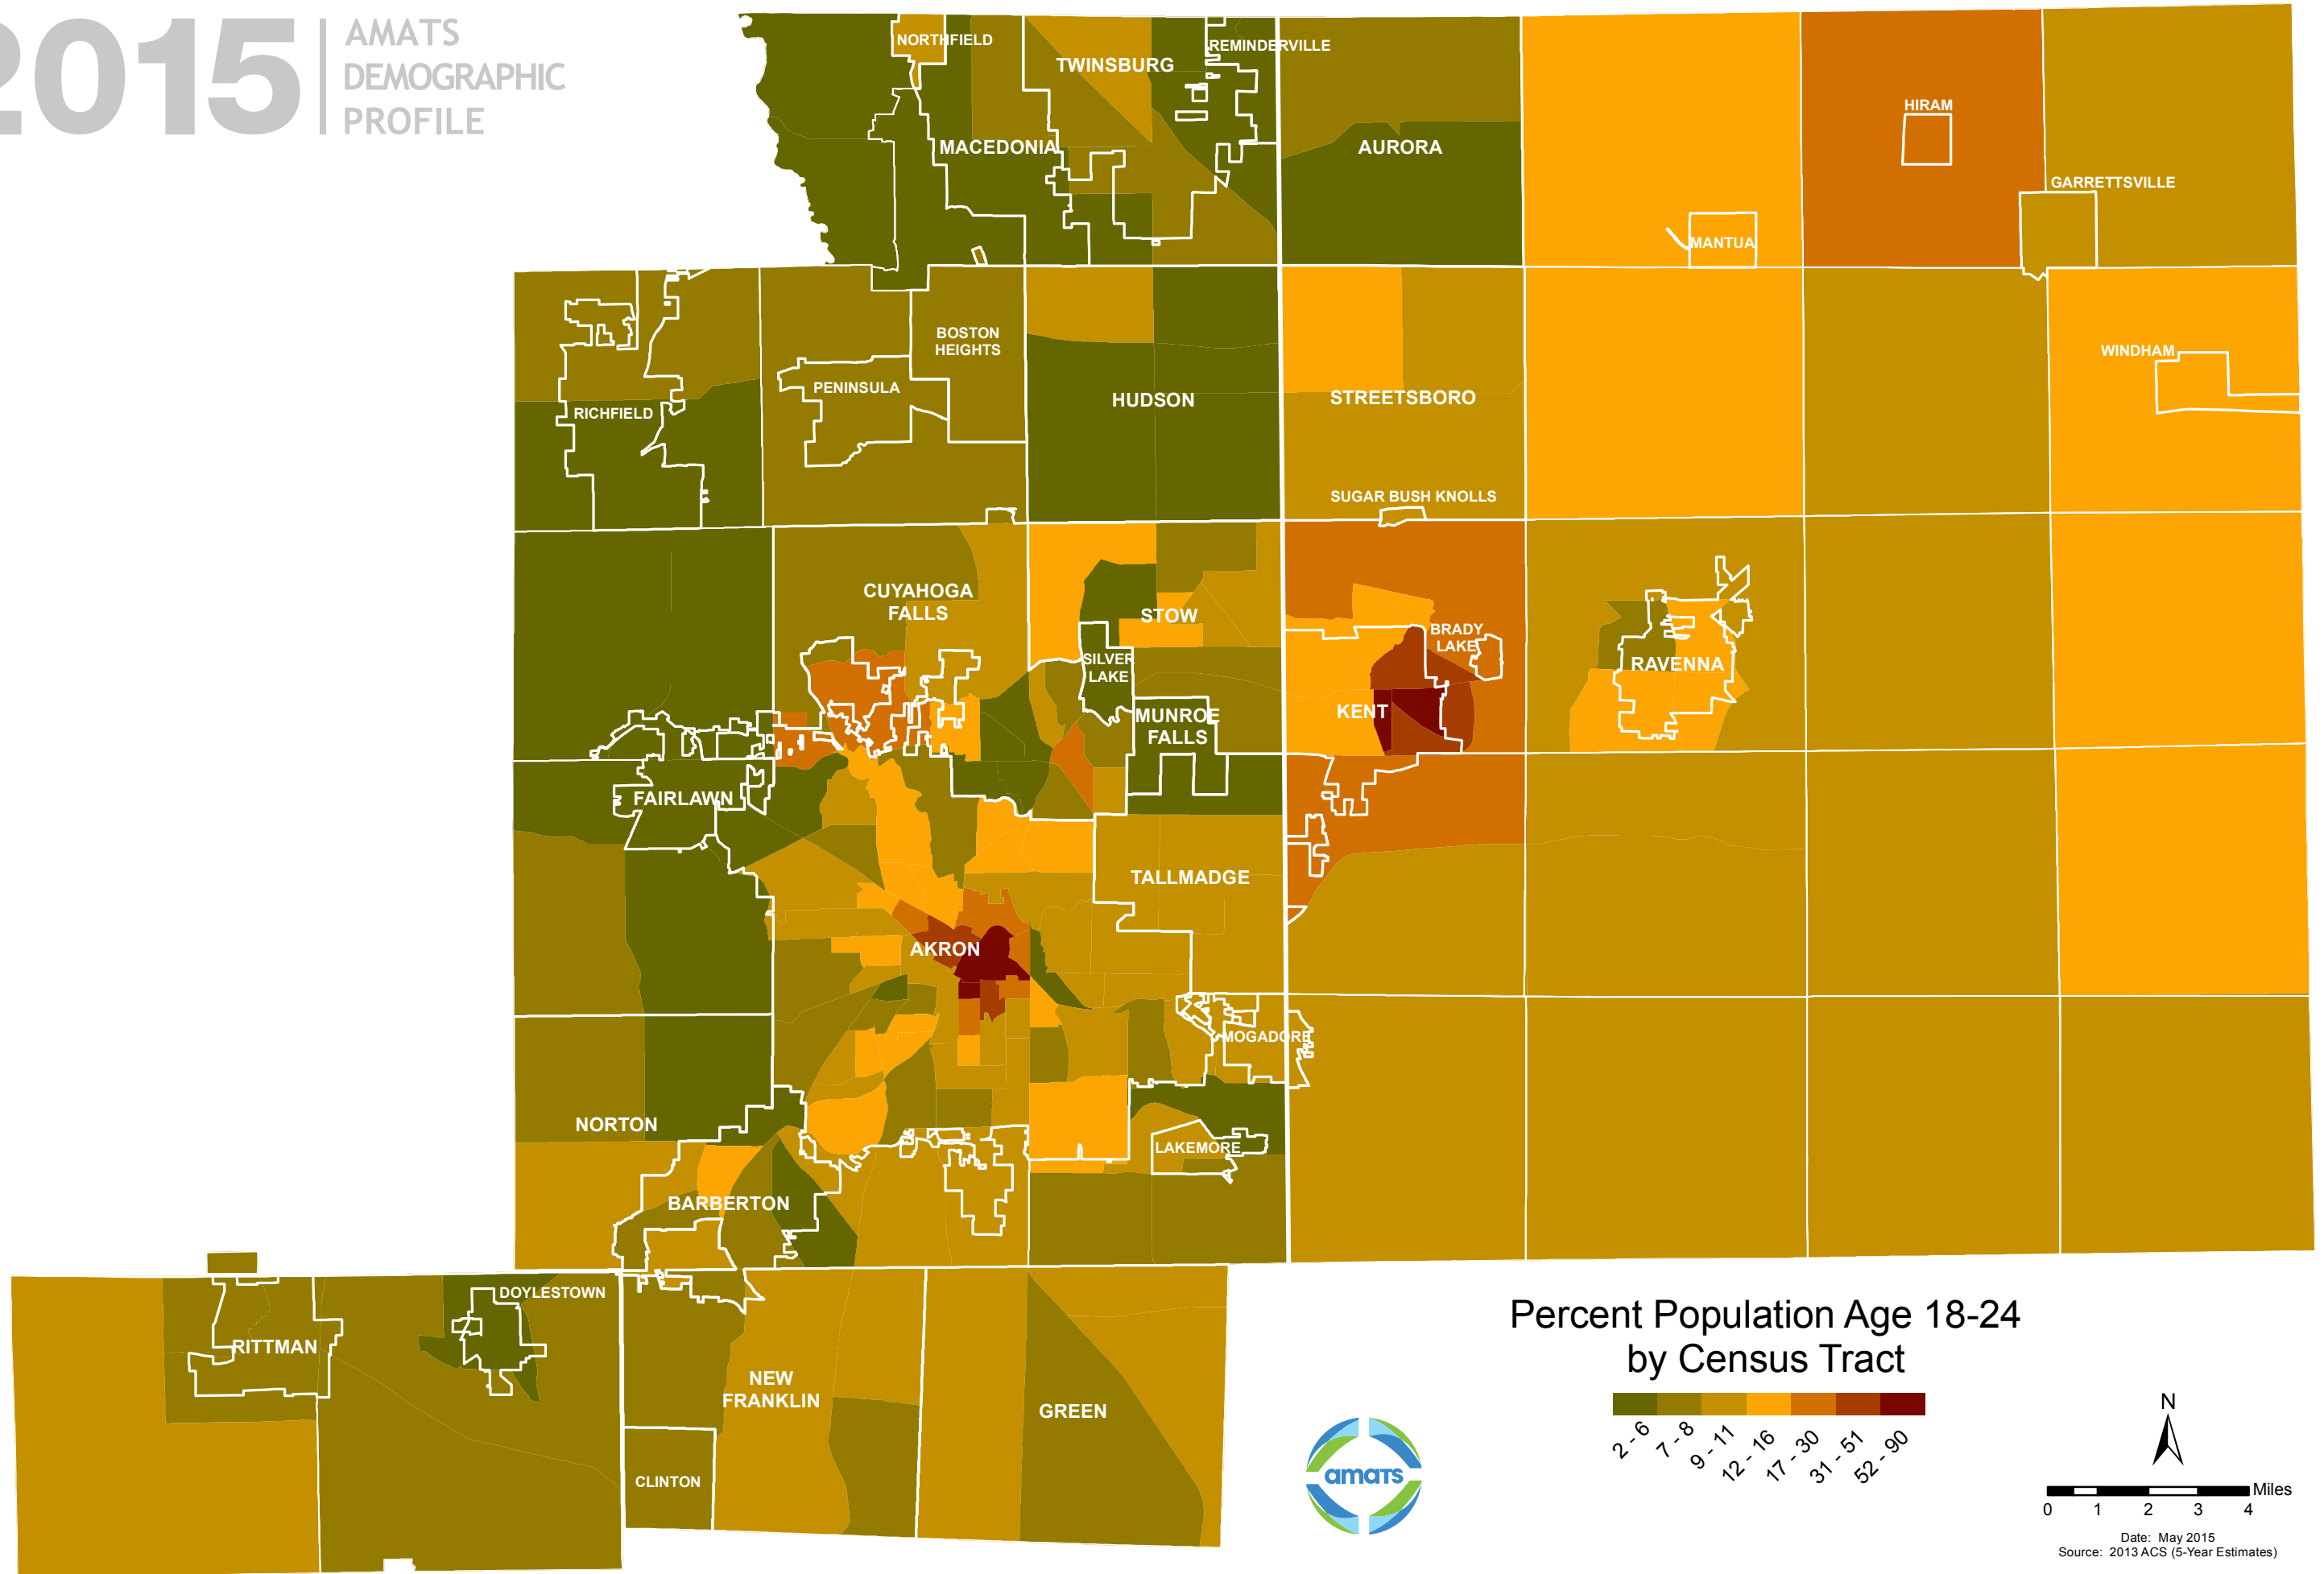 2015
AMATS
DEMOGRAPHIC
PROFILE
NORTHFIELD
TWINSBURG
REMINDERVILLE
MACEDONIA
AURORA
HIRAM
GARRETTSVILLE
MANTUA
BOSTON
HEIGHTS
PENINSULA
RICHFIELD
HUDSON
STREETSBORO
WINDHAM
SUGAR BUSH KNOLLS
CUYAHOGA
FALLS
STOW
SILVER
LAKE
BRADY
LAKE
RAVENNA
MUNROE
FALLS
KENT
FAIRLAWN
TALLMADGE
AKRON
MOGADORE
NORTON
LAKEMORE
BARBERTON
DOYLESTOWN
RITTMAN
NEW
FRANKLIN
GREEN
CLINTON
Percent Population Age 18-24
by Census Tract
2 - 6
7 - 8
9 - 11
12 - 16
17 - 30
31 - 51
52 - 90
amats
N
Miles
0 1 2 3 4
Date: May 2015
Source: 2013 ACS (5-Year Estimates)